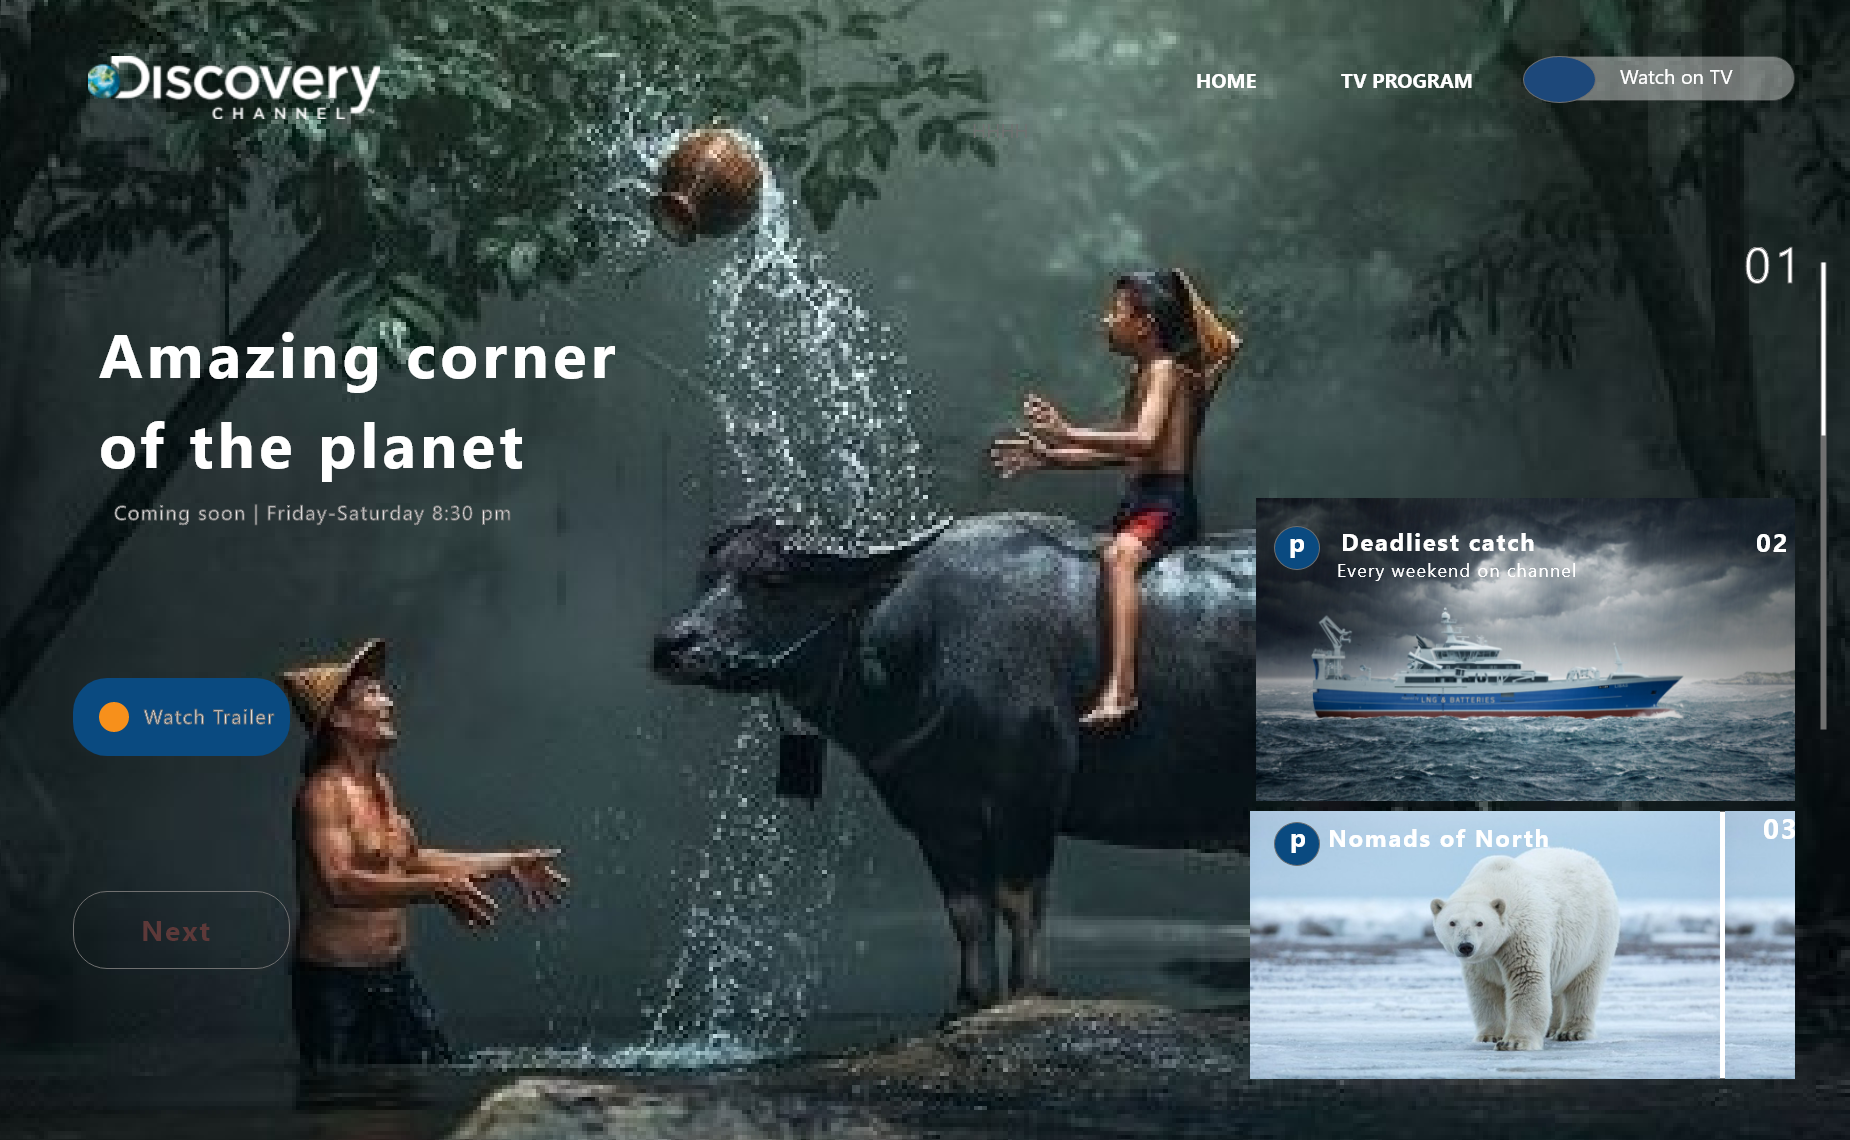 Discovery
CHANNEL
HOME
TV PROGRAM
Watch on TV
01
Amazing corner
of the planet
Coming soon | Friday-Saturday 8:30 pm
p
Deadliest catch
02
Every weekend on channel
LNG & BATTERIES
Watch Trailer
p
Nomads of North
03
Next